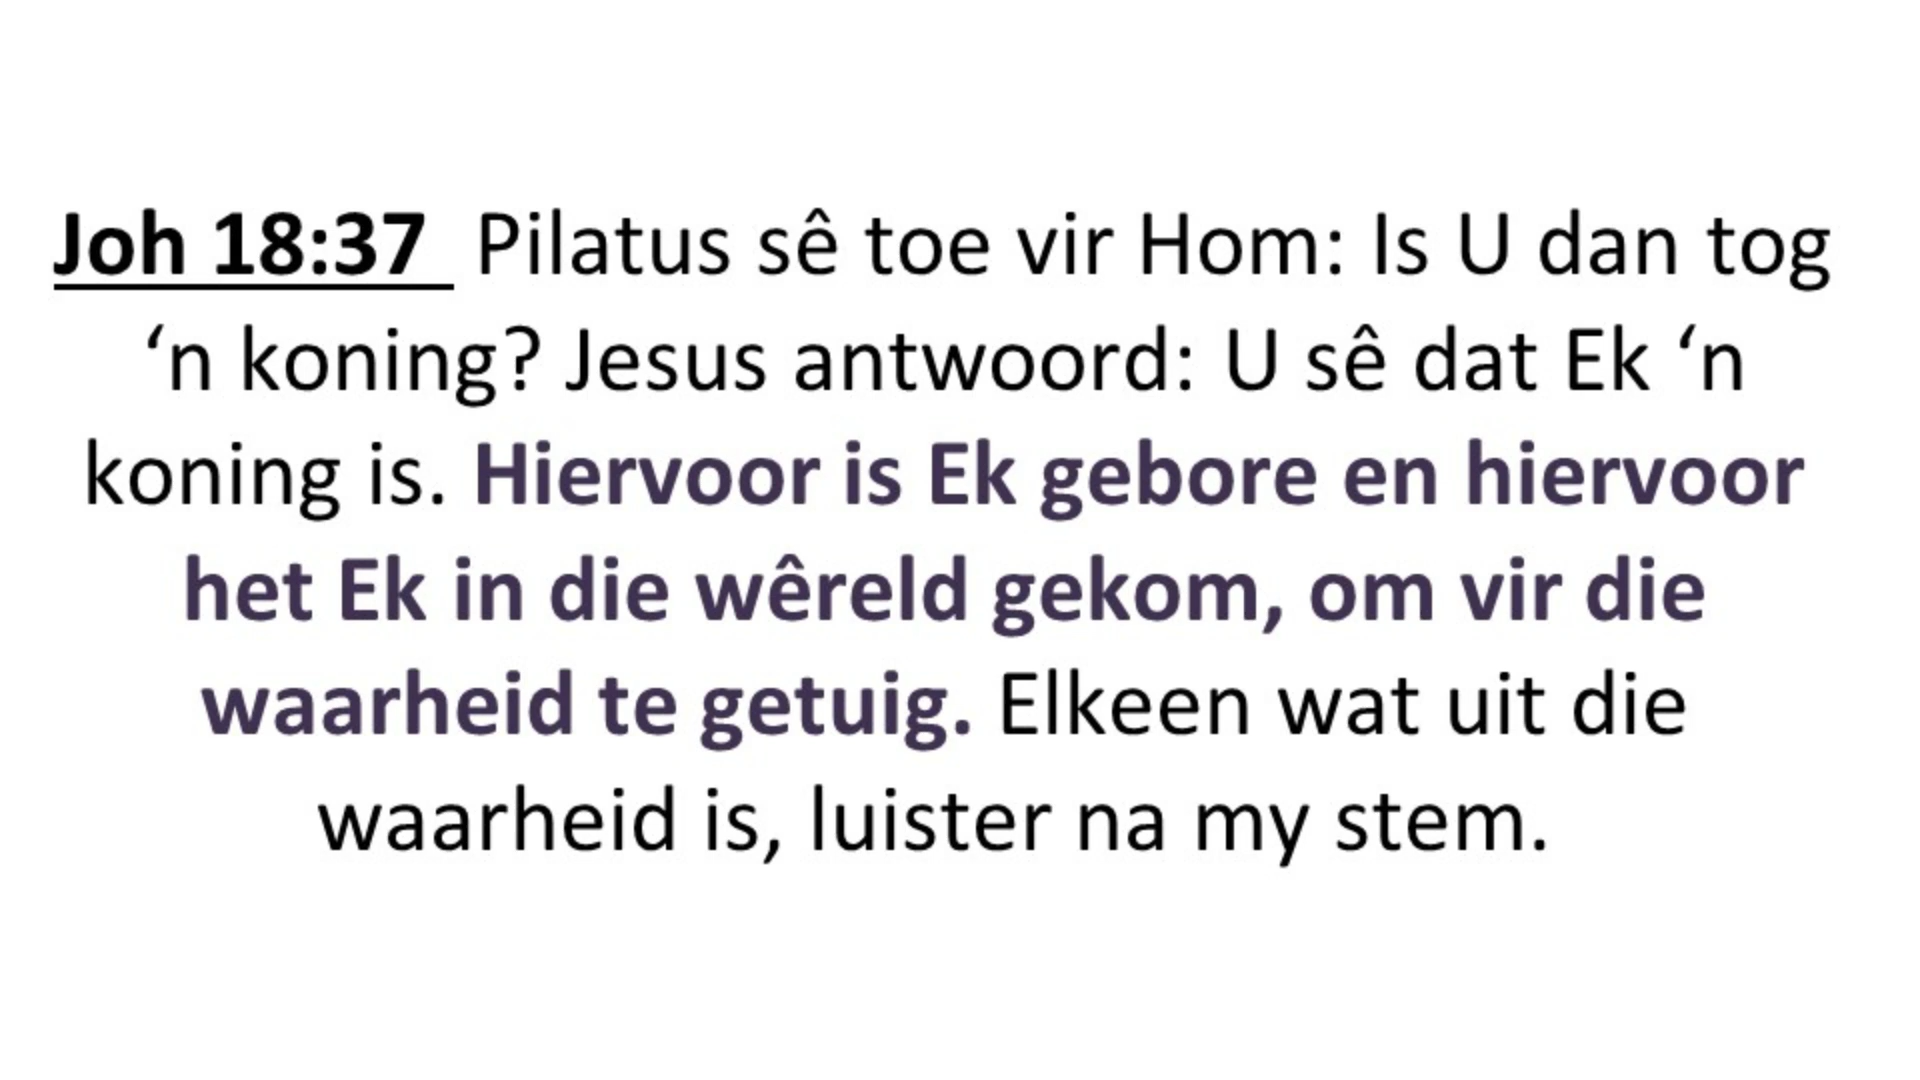 Joh 18:37 Pilatus sê toe vir Hom: Is U dan tog
‘n koning? Jesus antwoord: U sê dat Ek ‘n
koning is. Hiervoor is Ek gebore en hiervoor
het Ek in die wêreld gekom, om vir die
waarheid te getuig. Elkeen wat uit die
waarheid is, luister na my stem.